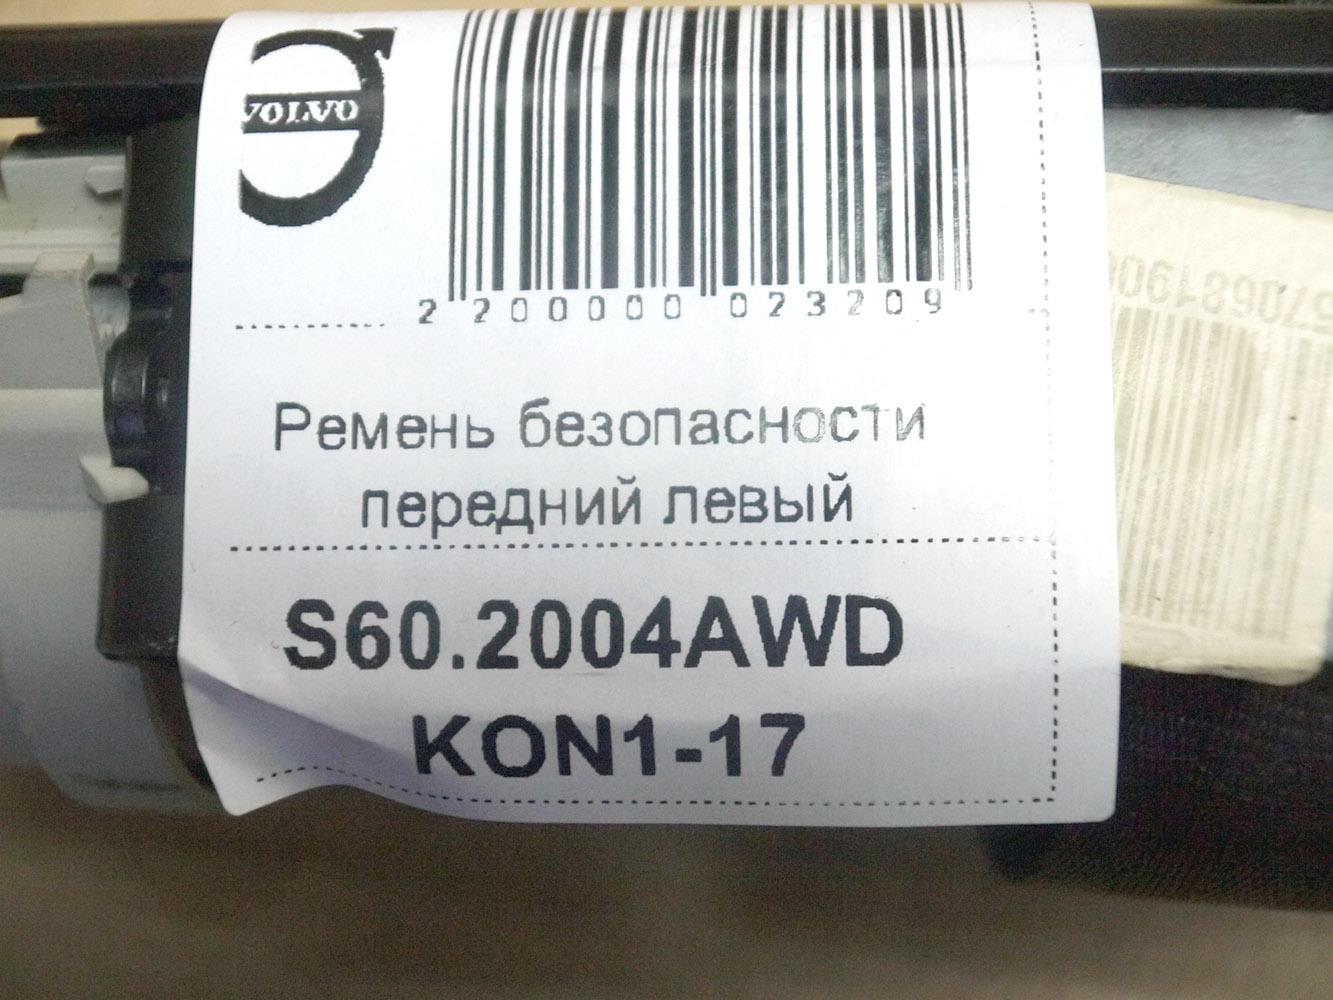 VOLVO
2 200000 023209
Ремень безопасности
передний левый
S60.2004AWD
KON1-17